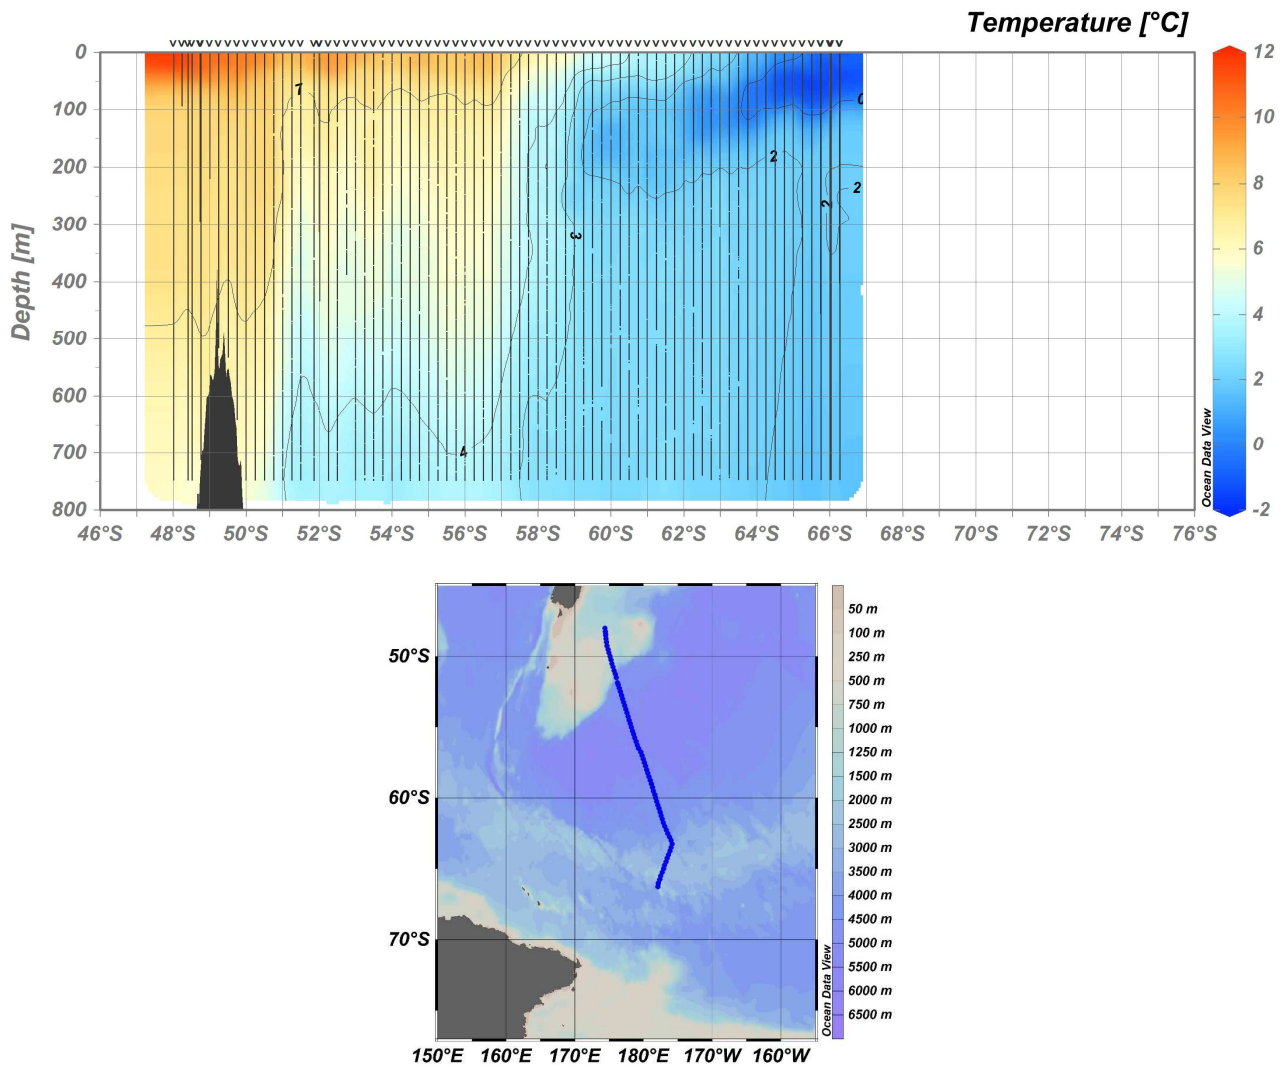 Temperature [°C]
v v v v v v v v v v v v v v v v v v v v v v v v v v v v v v v v v v v v v v v v v v v v v v v v v v v v v v v v v v v v v v v v v v v v v v v v v v v v v v
0
100
200
300
400
500
600
700
800
Depth [m]
46°S 48°S 50°S 52°S 54°S 56°S 58°S 60°S 62°S 64°S 66°S 68°S 70°S 72°S 74°S 76°S
7
4
3
2
2
2
0
12
10
8
6
4
2
0
-2
Ocean Data View
50°S
60°S
70°S
150°E 160°E 170°E 180°E 170°W 160°W
50 m
100 m
250 m
500 m
750 m
1000 m
1250 m
1500 m
2000 m
2500 m
3000 m
3500 m
4000 m
4500 m
5000 m
5500 m
6000 m
6500 m
Ocean Data View